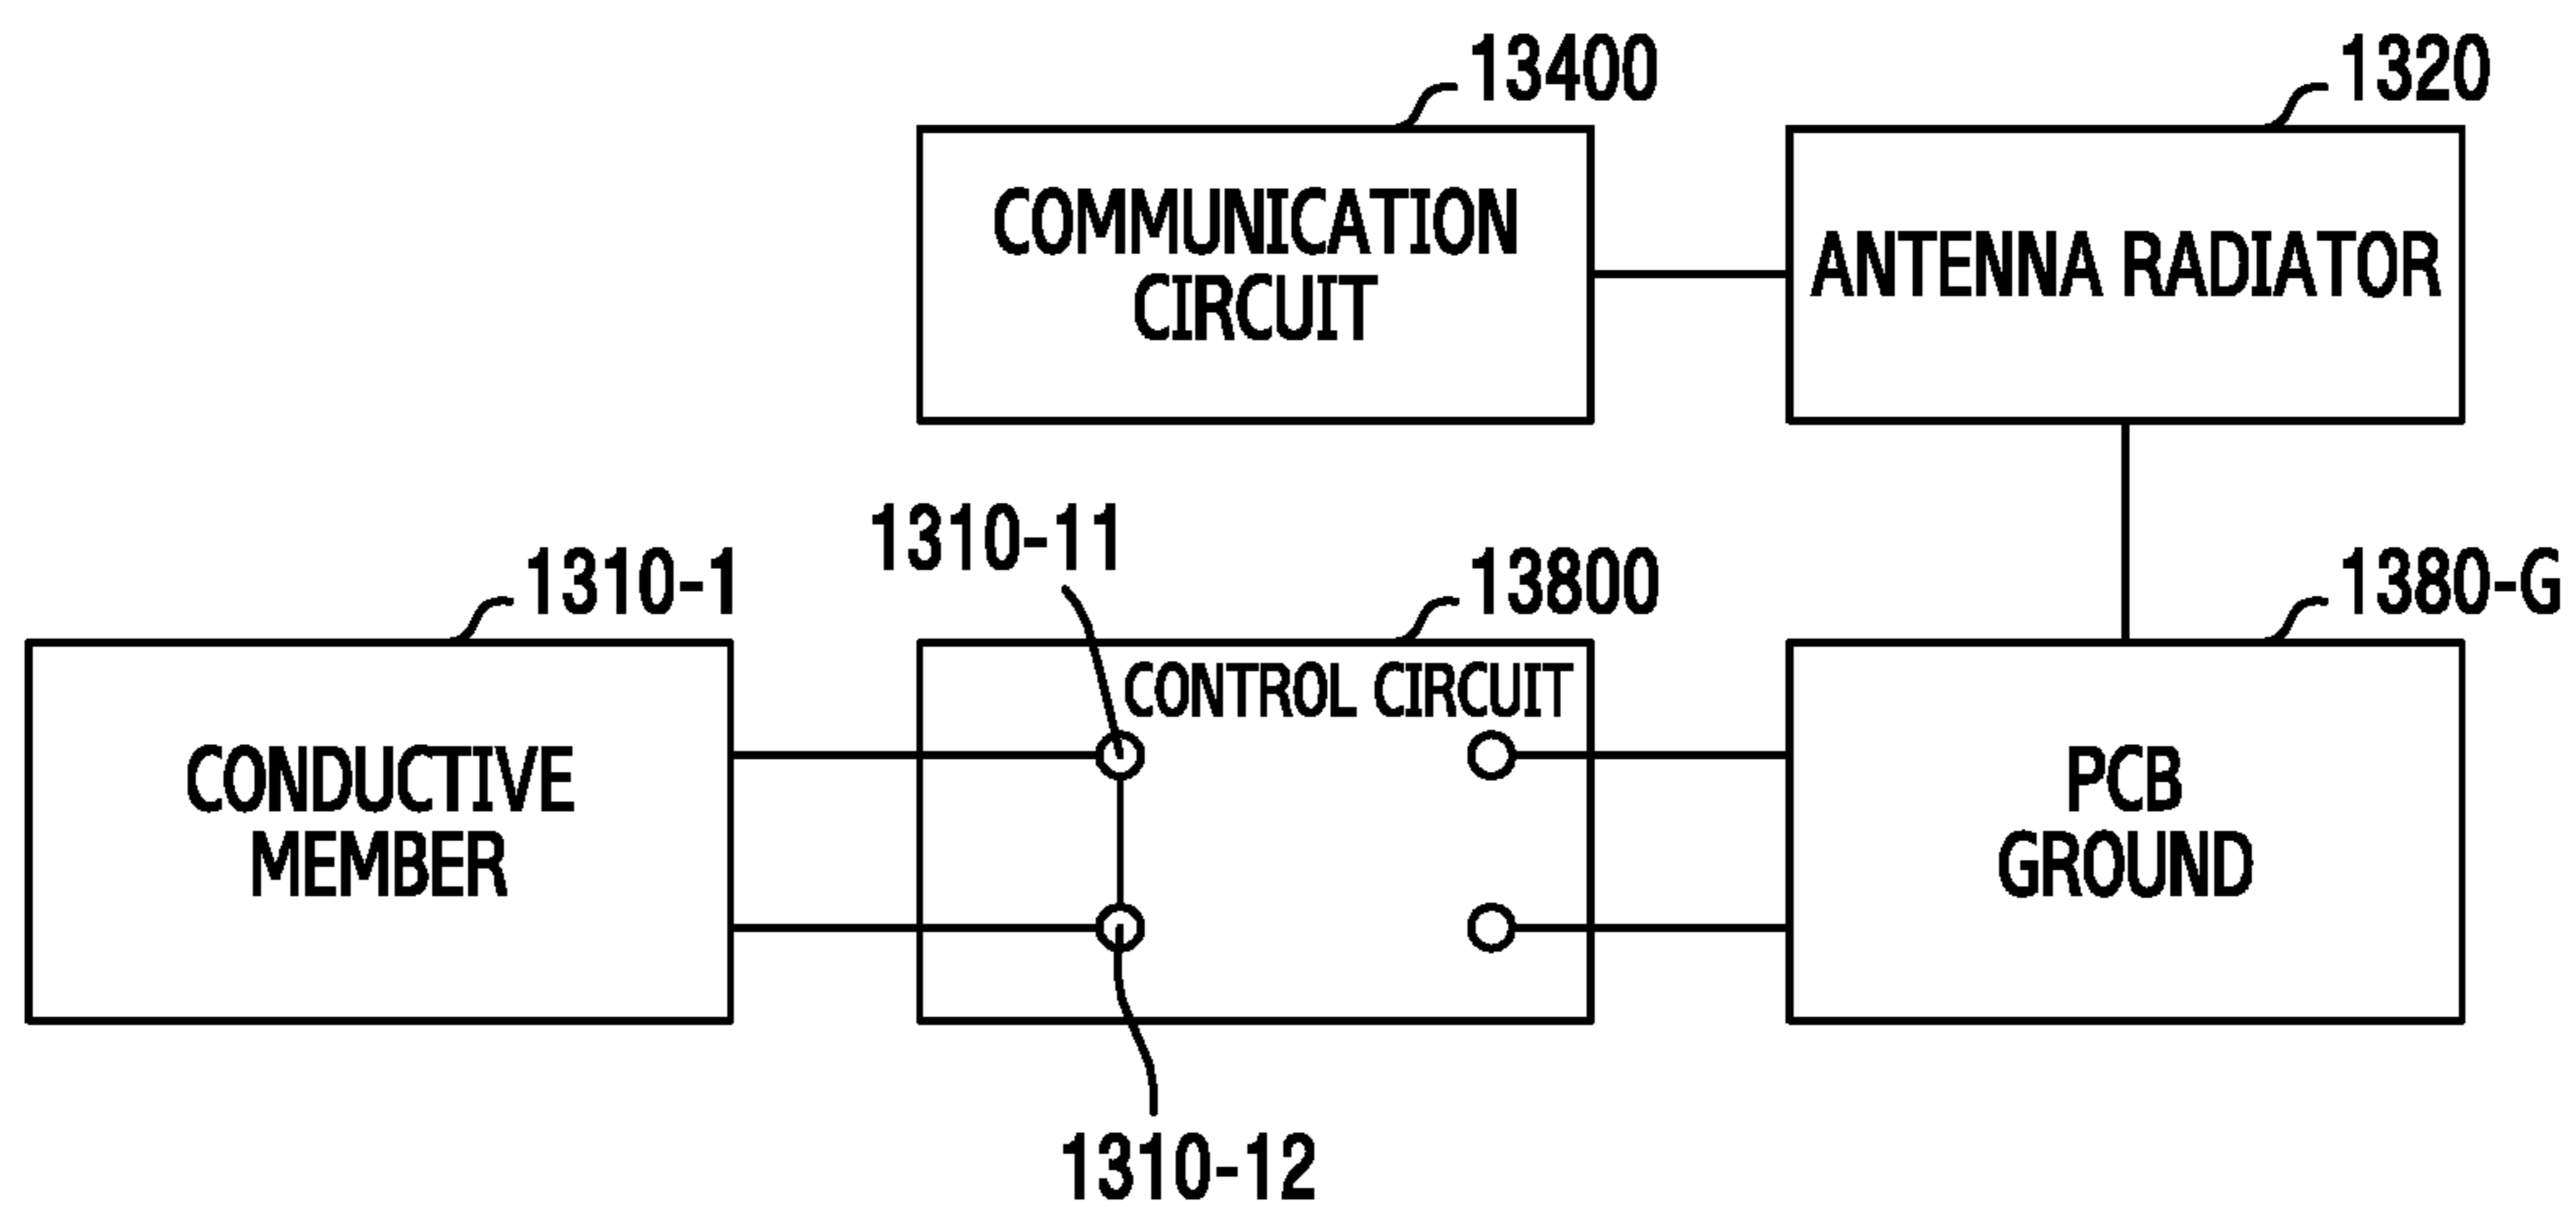 13400
1320
COMMUNICATION
CIRCUIT
ANTENNA RADIATOR
1310-11
1310-1
13800
1380-G
CONTROL CIRCUIT
CONDUCTIVE
MEMBER
PCB
GROUND
1310-12